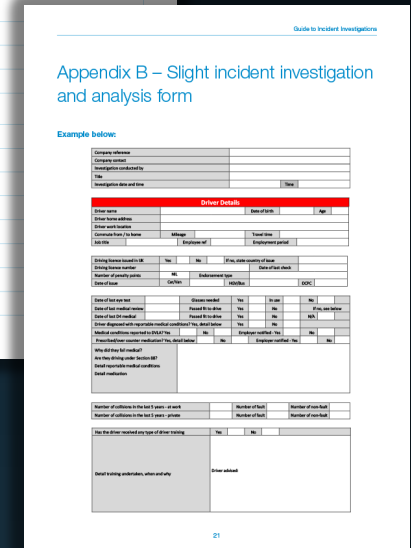 Guide to Incident Investigations
Appendix B – Slight incident investigation
and analysis form
Example below:
Company reference
Company contact
Investigation conducted by
Title
Investigation date and time Time
Driver Details
Driver name Date of birth Age
Driver home address
Driver work location
Commute from / to home Mileage Travel time
Job title Employee ref Employment period
Driving licence issued in UK Yes No If no, state country of issue
Driving licence number Date of last check
Number of penalty points NIL Endorsement type
Date of issue Car/Van HGV/Bus DCPC
Date of last eye test Glasses needed Yes In use No
Date of last medical review Passed fit to drive Yes No If no, see below
Date of last D4 medical Passed fit to drive Yes No N/A
Driver diagnosed with reportable medical conditions? Yes, detail below Yes No
Medical conditions reported to DVLA? Yes No Employer notified - Yes No
Prescribed/over counter medication? Yes, detail below No Employer notified - Yes No
Why did they fail medical?
Are they driving under Section 88?
Detail reportable medical conditions
Detail medication
Number of collisions in the last 5 years - at work Number of fault Number of non-fault
Number of collisions in the last 5 years - private Number of fault Number of non-fault
Has the driver received any type of driver training Yes No
Detail training undertaken, when and why
Driver advised:
21